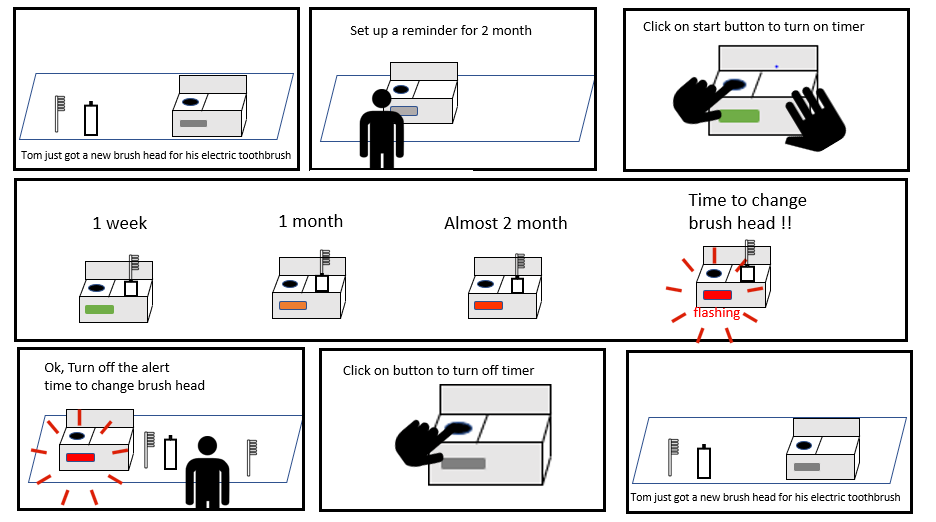 Tom just got a new brush head for his electric toothbrush
Set up a reminder for 2 month
Click on start button to turn on timer
1 week
1 month
Almost 2 month
Time to change
brush head !!
flashing
Ok, Turn off the alert
time to change brush head
Click on button to turn off timer
Tom just got a new brush head for his electric toothbrush